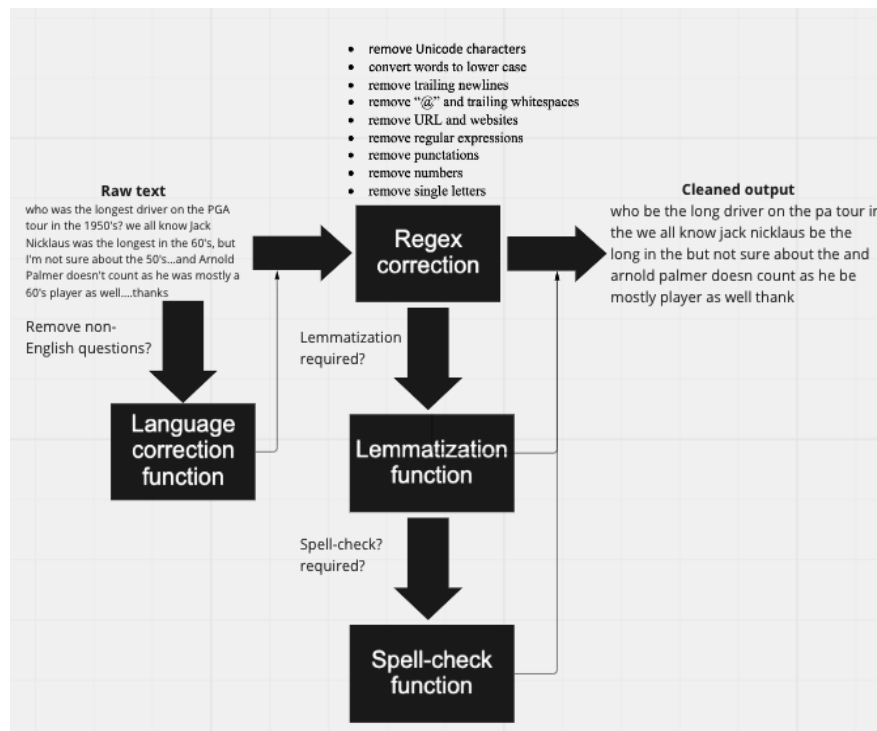 • remove Unicode characters
• convert words to lower case
• remove trailing newlines
• remove “@” and trailing whitespaces
• remove URL and websites
• remove regular expressions
• remove punctations
• remove numbers
• remove single letters
Raw text
who was the longest driver on the PGA
tour in the 1950's? we all know Jack
Nicklaus was the longest in the 60's, but
I'm not sure about the 50's...and Arnold
Palmer doesn't count as he was mostly a
60's player as well....thanks
Regex
correction
Cleaned output
who be the long driver on the pa tour in
the we all know jack nicklaus be the
long in the but not sure about the and
arnold palmer doesn count as he be
mostly player as well thank
Remove non-
English questions?
Lemmatization
required?
Language
correction
function
Lemmatization
function
Spell-check?
required?
Spell-check
function